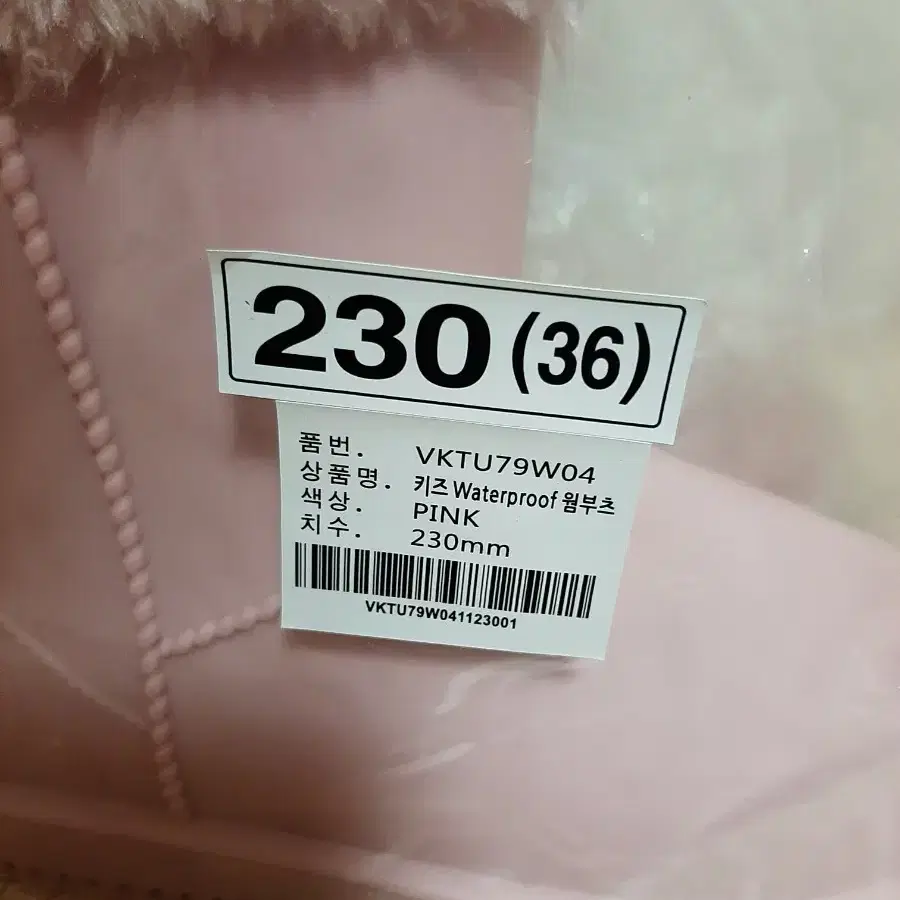 230 (36)
품번. VKTU79W04
상품명. 키즈 Waterproof 웜부츠
색상. PINK
치수. 230mm
VKTU79W041123001